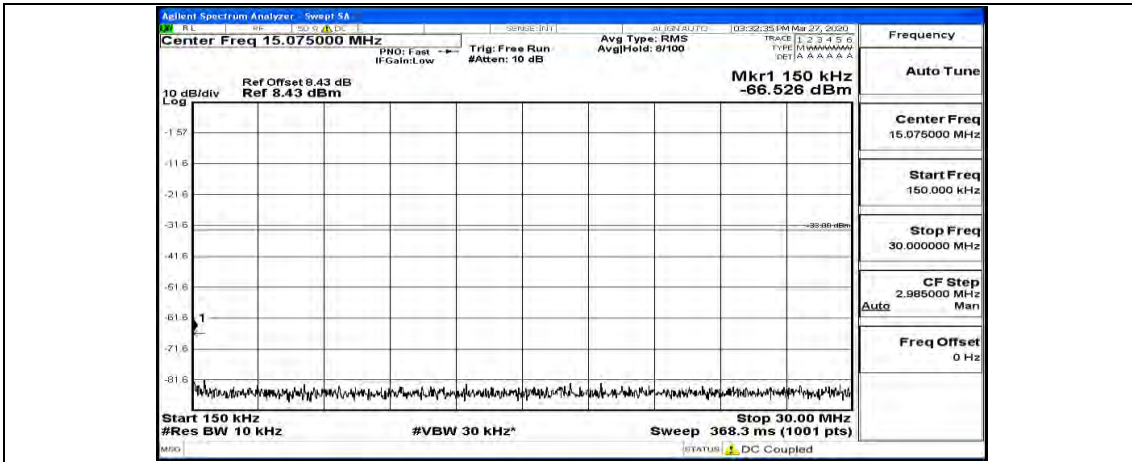 Agilent Spectrum Analyzer - Swept SA
RL RF 50 Ω DC SENSE:INT ALIGN AUTO 03:32:35 PM Mar 27, 2020
Center Freq 15.075000 MHz
PNO: Fast
IFGain:Low
Trig: Free Run
#Atten: 10 dB
Avg Type: RMS
Avg|Hold: 8/100
TRACE 1 2 3 4 5 6
TYPE MWWWWW
DET A A A A A A
Ref Offset 8.43 dB
Ref 8.43 dBm
10 dB/div
Log
Mkr1 150 kHz
-66.526 dBm
-1.57
-11.6
-21.6
-31.6
-33.00 dBm
-41.6
-51.6
-61.6
1
-71.6
-81.6
Start 150 kHz
Stop 30.00 MHz
#Res BW 10 kHz
#VBW 30 kHz*
Sweep 368.3 ms (1001 pts)
MSG
STATUS DC Coupled
Frequency
Auto Tune
Center Freq
15.075000 MHz
Start Freq
150.000 kHz
Stop Freq
30.000000 MHz
CF Step
2.985000 MHz
Auto Man
Freq Offset
0 Hz